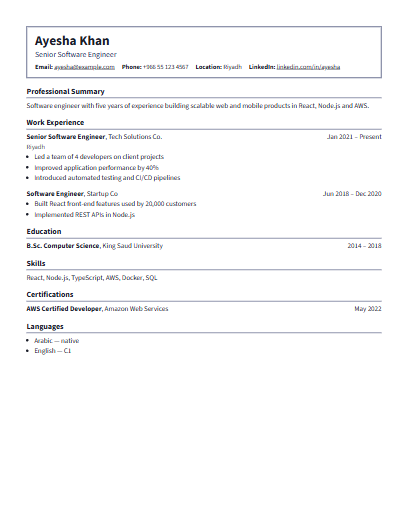 Ayesha Khan
Senior Software Engineer
Email: ayesha@example.com Phone: +966 55 123 4567 Location: Riyadh LinkedIn: linkedin.com/in/ayesha
Professional Summary
Software engineer with five years of experience building scalable web and mobile products in React, Node.js and AWS.
Work Experience
Senior Software Engineer, Tech Solutions Co. Jan 2021 – Present
Riyadh
• Led a team of 4 developers on client projects
• Improved application performance by 40%
• Introduced automated testing and CI/CD pipelines
Software Engineer, Startup Co Jun 2018 – Dec 2020
• Built React front-end features used by 20,000 customers
• Implemented REST APIs in Node.js
Education
B.Sc. Computer Science, King Saud University 2014 – 2018
Skills
React, Node.js, TypeScript, AWS, Docker, SQL
Certifications
AWS Certified Developer, Amazon Web Services May 2022
Languages
• Arabic — native
• English — C1